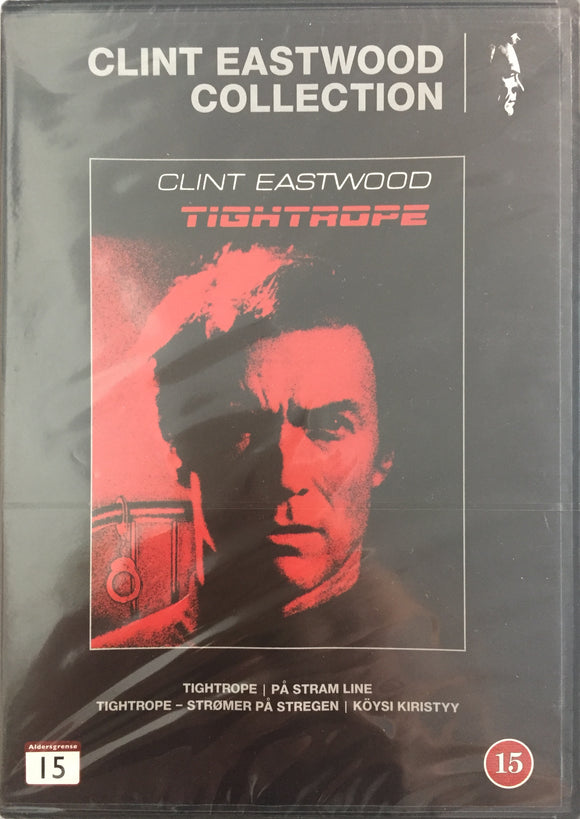 CLINT EASTWOOD
COLLECTION
CLINT EASTWOOD
TIGHTROPE
TIGHTROPE | PÅ STRAM LINE
TIGHTROPE – STRØMER PÅ STREGEN | KÖYSI KIRISTYY
Aldersgrense
15
15